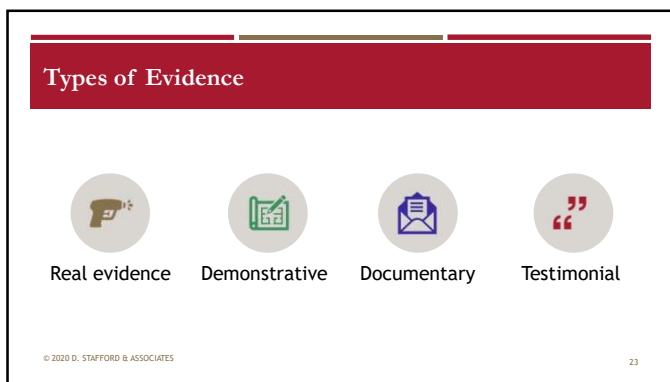 Types of Evidence
Real evidence
Demonstrative
Documentary
Testimonial
© 2020 D. STAFFORD & ASSOCIATES
23